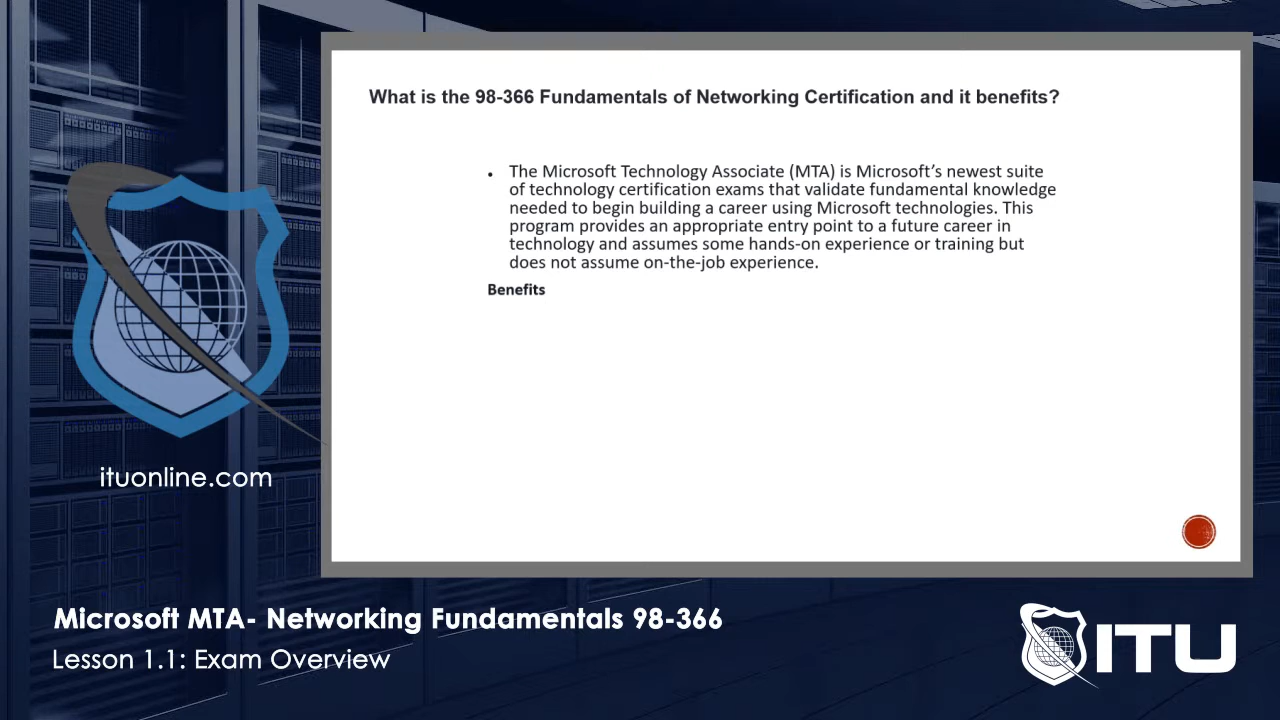 What is the 98-366 Fundamentals of Networking Certification and it benefits?
• The Microsoft Technology Associate (MTA) is Microsoft’s newest suite
of technology certification exams that validate fundamental knowledge
needed to begin building a career using Microsoft technologies. This
program provides an appropriate entry point to a future career in
technology and assumes some hands-on experience or training but
does not assume on-the-job experience.
Benefits
ituonline.com
Microsoft MTA- Networking Fundamentals 98-366
Lesson 1.1: Exam Overview
ITU